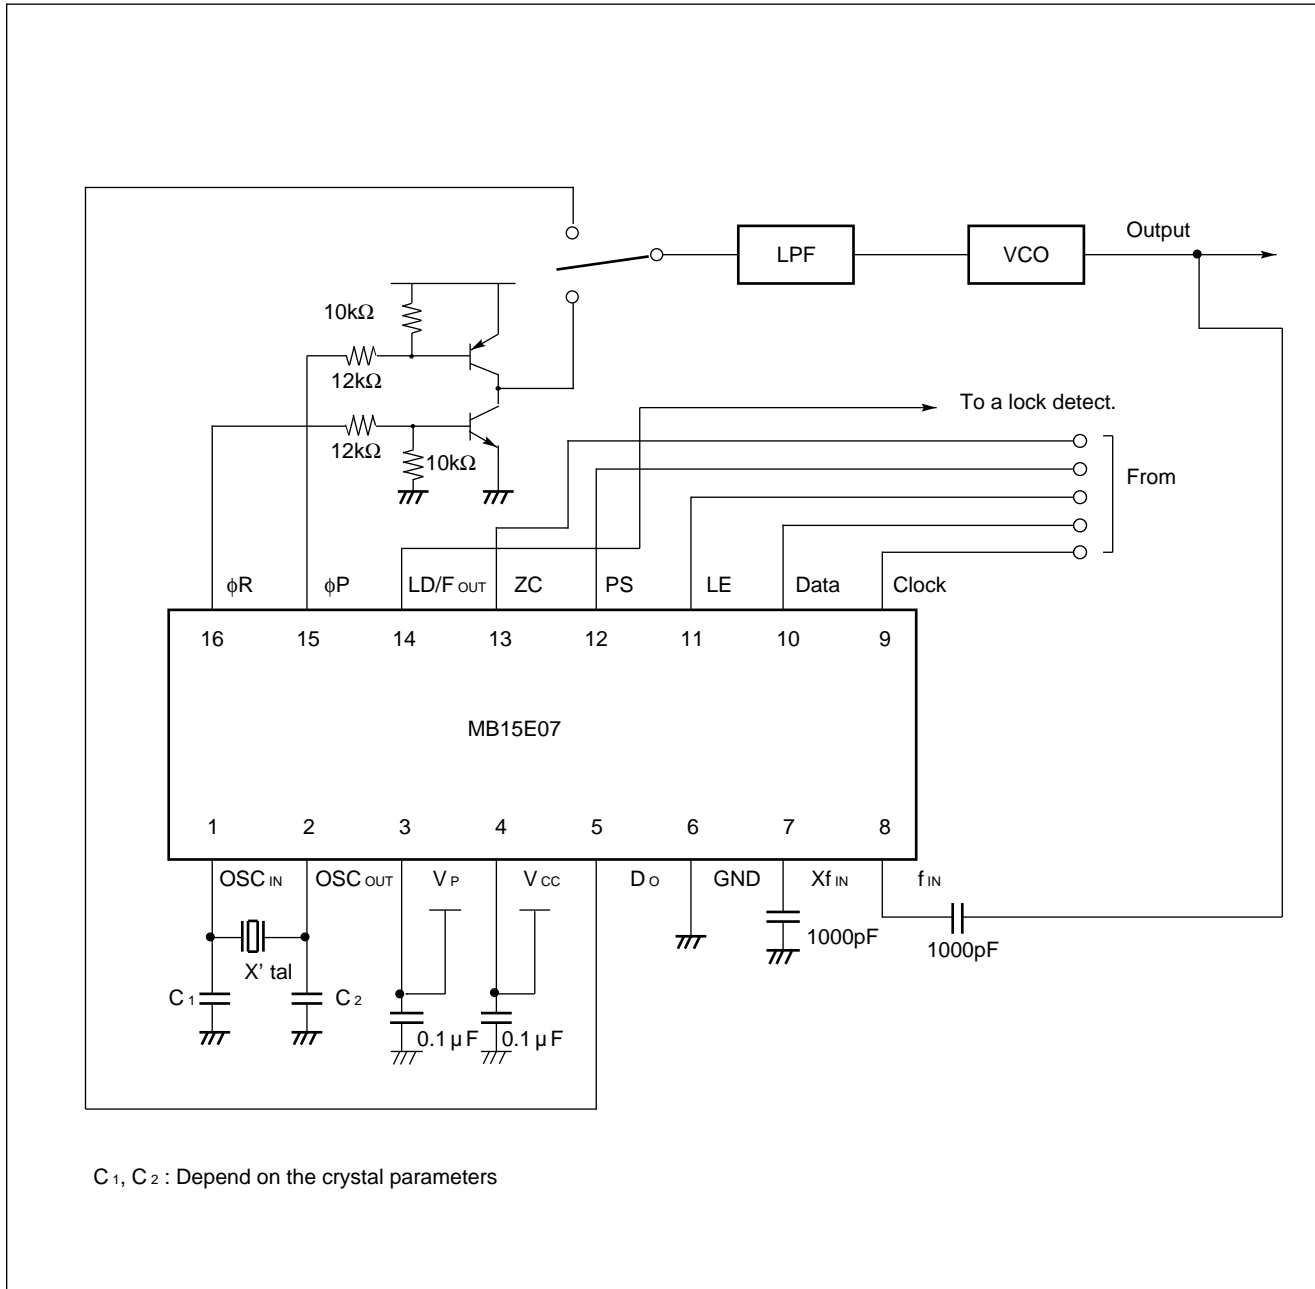 Output
LPF
VCO
10kΩ
12kΩ
To a lock detect.
12kΩ
10kΩ
From
ϕR
ϕP
LD/F OUT
ZC
PS
LE
Data
Clock
16
15
14
13
12
11
10
9
MB15E07
1
2
3
4
5
6
7
8
OSC IN
OSC OUT
V P
V CC
D O
GND
Xf IN
f IN
1000pF
1000pF
X' tal
C 1
C 2
0.1 µ F
0.1 µ F
C 1, C 2 : Depend on the crystal parameters